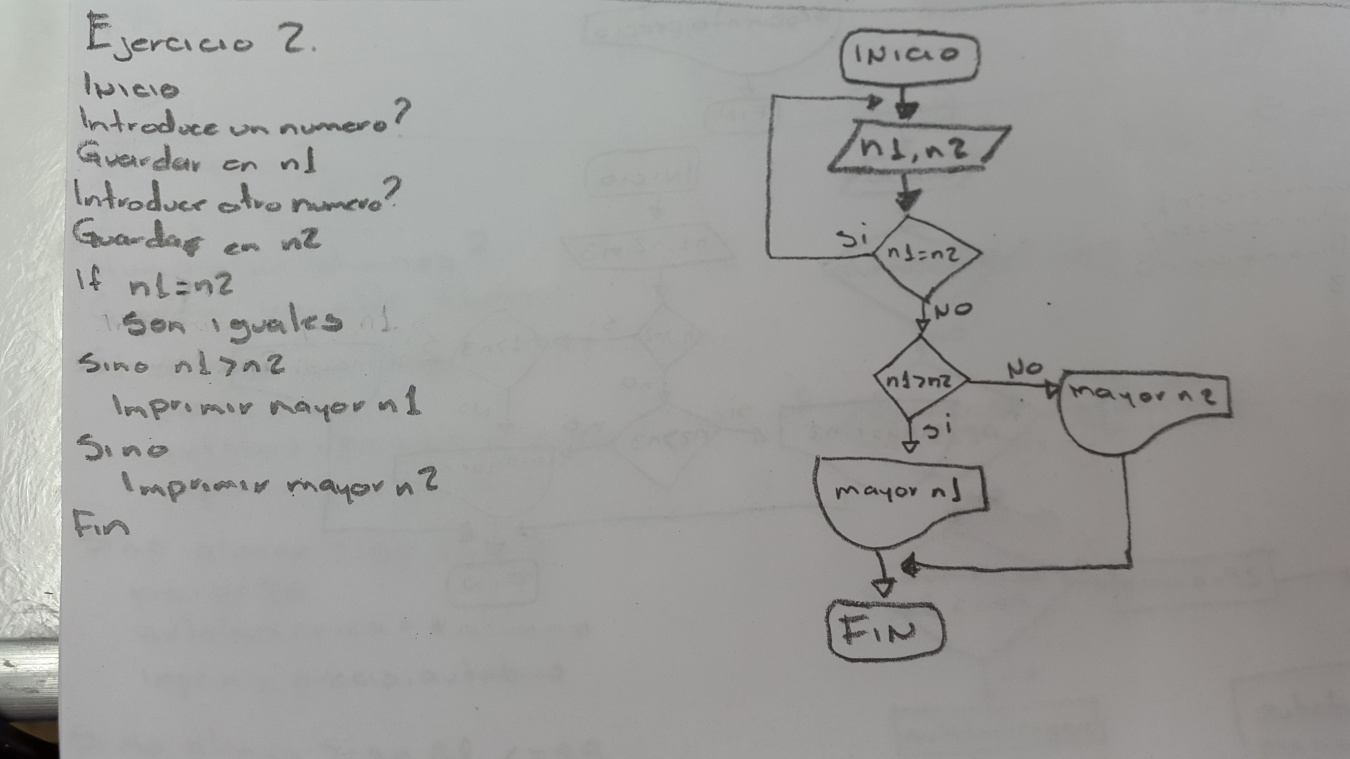 Ejercicio 2.
Inicio
Introduce un numero?
Guardar en n1
Introduce otro numero?
Guardar en n2
If n1=n2
Son iguales
Sino n1>n2
Imprimir mayor n1
Sino
Imprimir mayor n2
Fin
INICIO
n1,n2
Si
n1=n2
NO
n1>n2
NO
mayor n2
Si
mayor n1
FIN